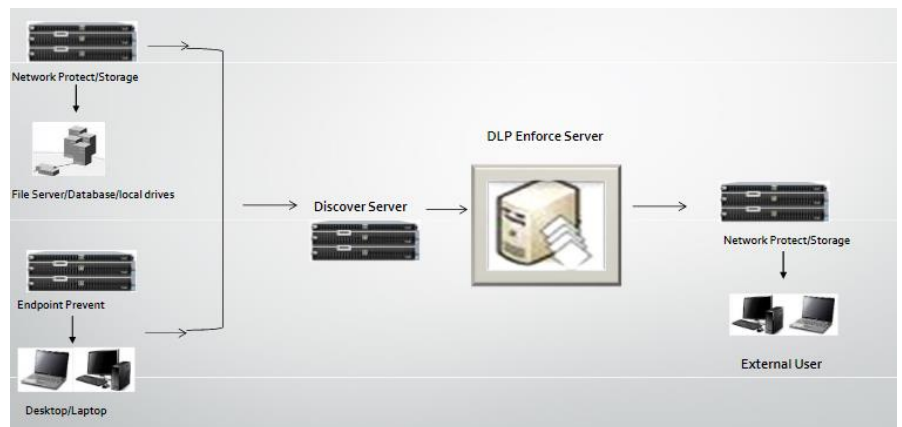 Network Protect/Storage
File Server/Database/local drives
Endpoint Prevent
Desktop/Laptop
Discover Server
DLP Enforce Server
Network Protect/Storage
External User